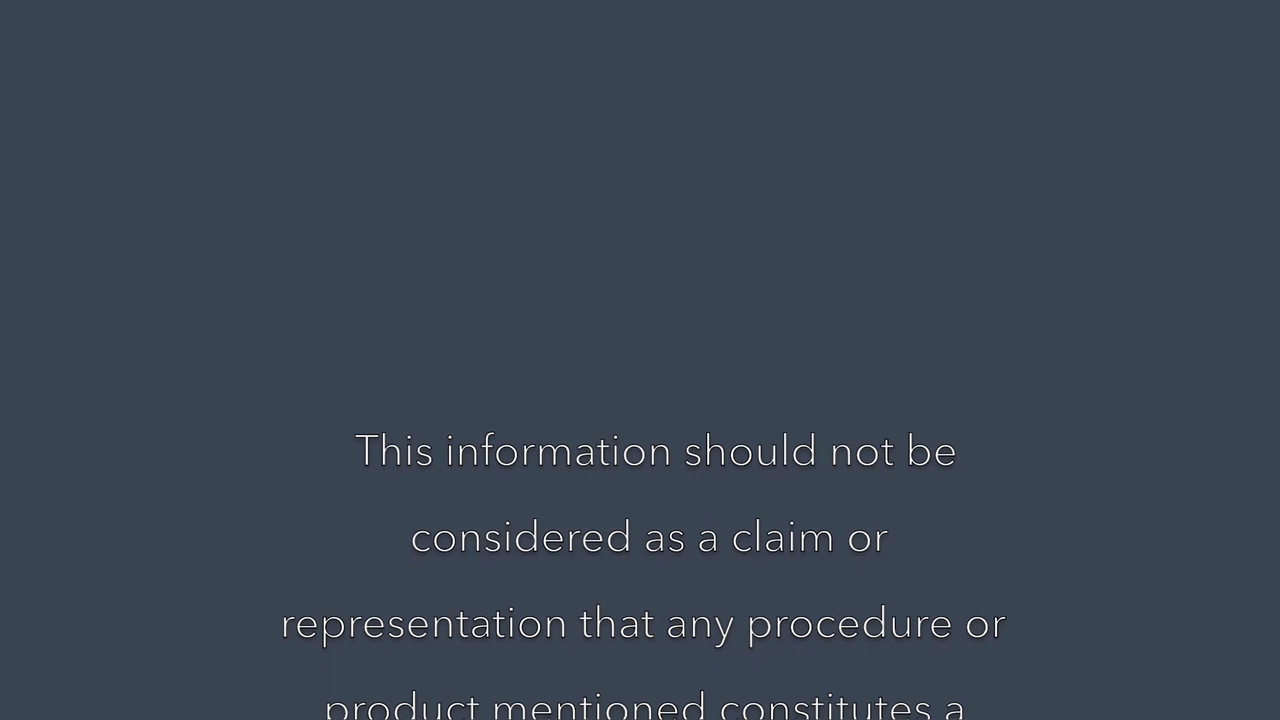 This information should not be
considered as a claim or
representation that any procedure or
product mentioned constitutes a